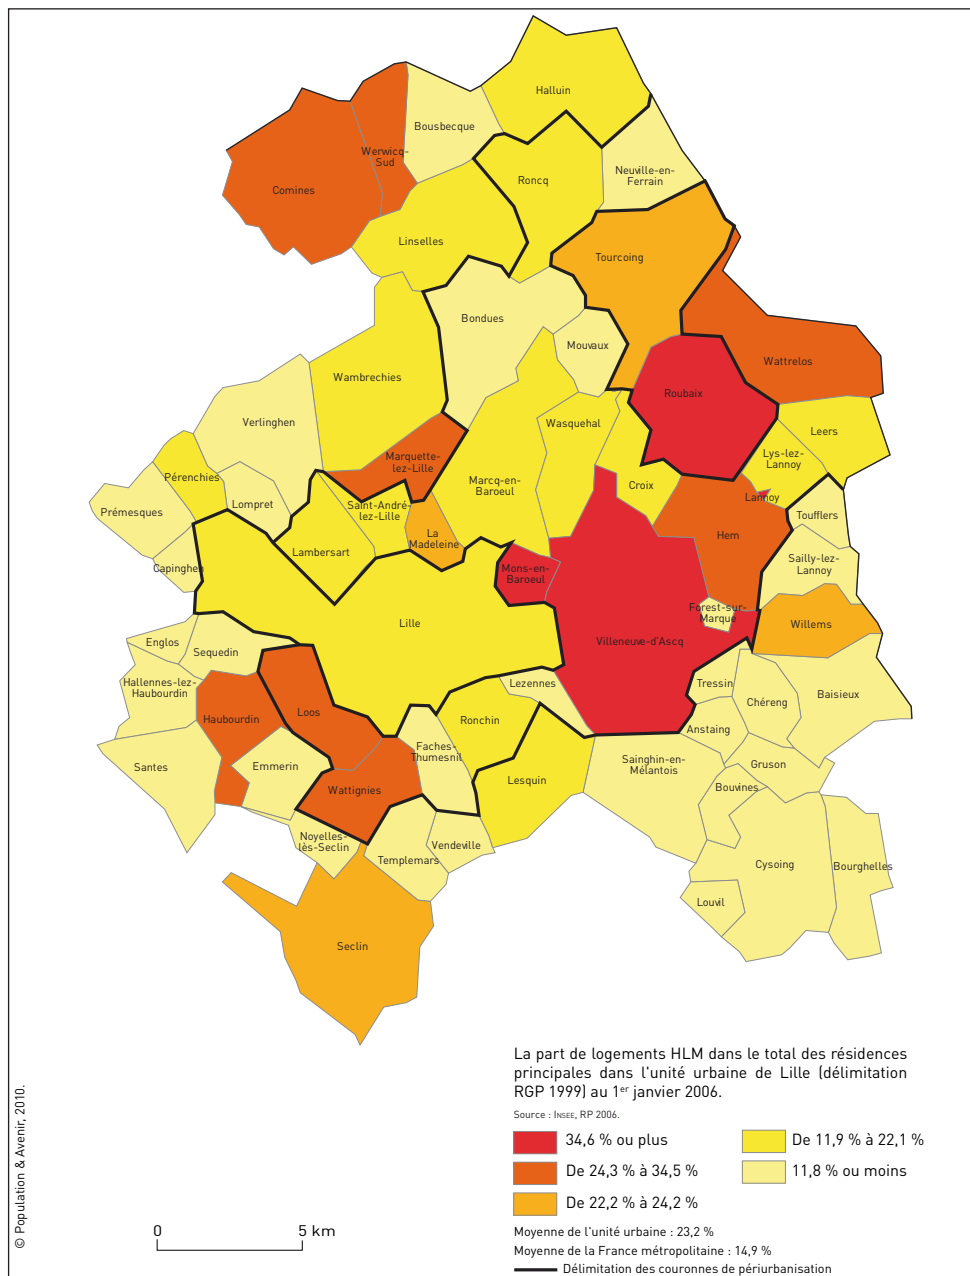 Halluin
Bousbecque
Werwicq-
Sud
Neuville-en-
Ferrain
Roncq
Comines
Linselles
Tourcoing
Bondues
Mouvaux
Wattrelos
Wambrechies
Roubaix
Verlinghen
Wasquehal
Leers
Marquette-
lez-Lille
Lys-lez-
Lannoy
Pérenchies
Marcq-en-
Baroeul
Croix
Lannoy
Lompret
Prémesques
Saint-André-
lez-Lille
Toufflers
La
Madeleine
Hem
Lambersart
Sailly-lez-
Lannoy
Capinghem
Mons-en-
Baroeul
Forest-sur-
Marque
Lille
Willems
Villeneuve-d'Ascq
Englos
Sequedin
Hallennes-lez-
Haubourdin
Lezennes
Tressin
Baisieux
Chéreng
Loos
Haubourdin
Ronchin
Anstaing
Faches-
Thumesnil
Santes
Emmerin
Sainghin-en-
Mélantois
Gruson
Lesquin
Wattignies
Bouvines
Noyelles-
lès-Seclin
Vendeville
Templemars
Cysoing
Bourghelles
Louvil
Seclin
La part de logements HLM dans le total des résidences
principales dans l'unité urbaine de Lille (délimitation
RGP 1999) au 1er janvier 2006.
Source : INSEE, RP 2006.
34,6 % ou plus
De 24,3 % à 34,5 %
De 22,2 % à 24,2 %
De 11,9 % à 22,1 %
11,8 % ou moins
Moyenne de l'unité urbaine : 23,2 %
Moyenne de la France métropolitaine : 14,9 %
Délimitation des couronnes de périurbanisation
0 5 km
© Population & Avenir, 2010.